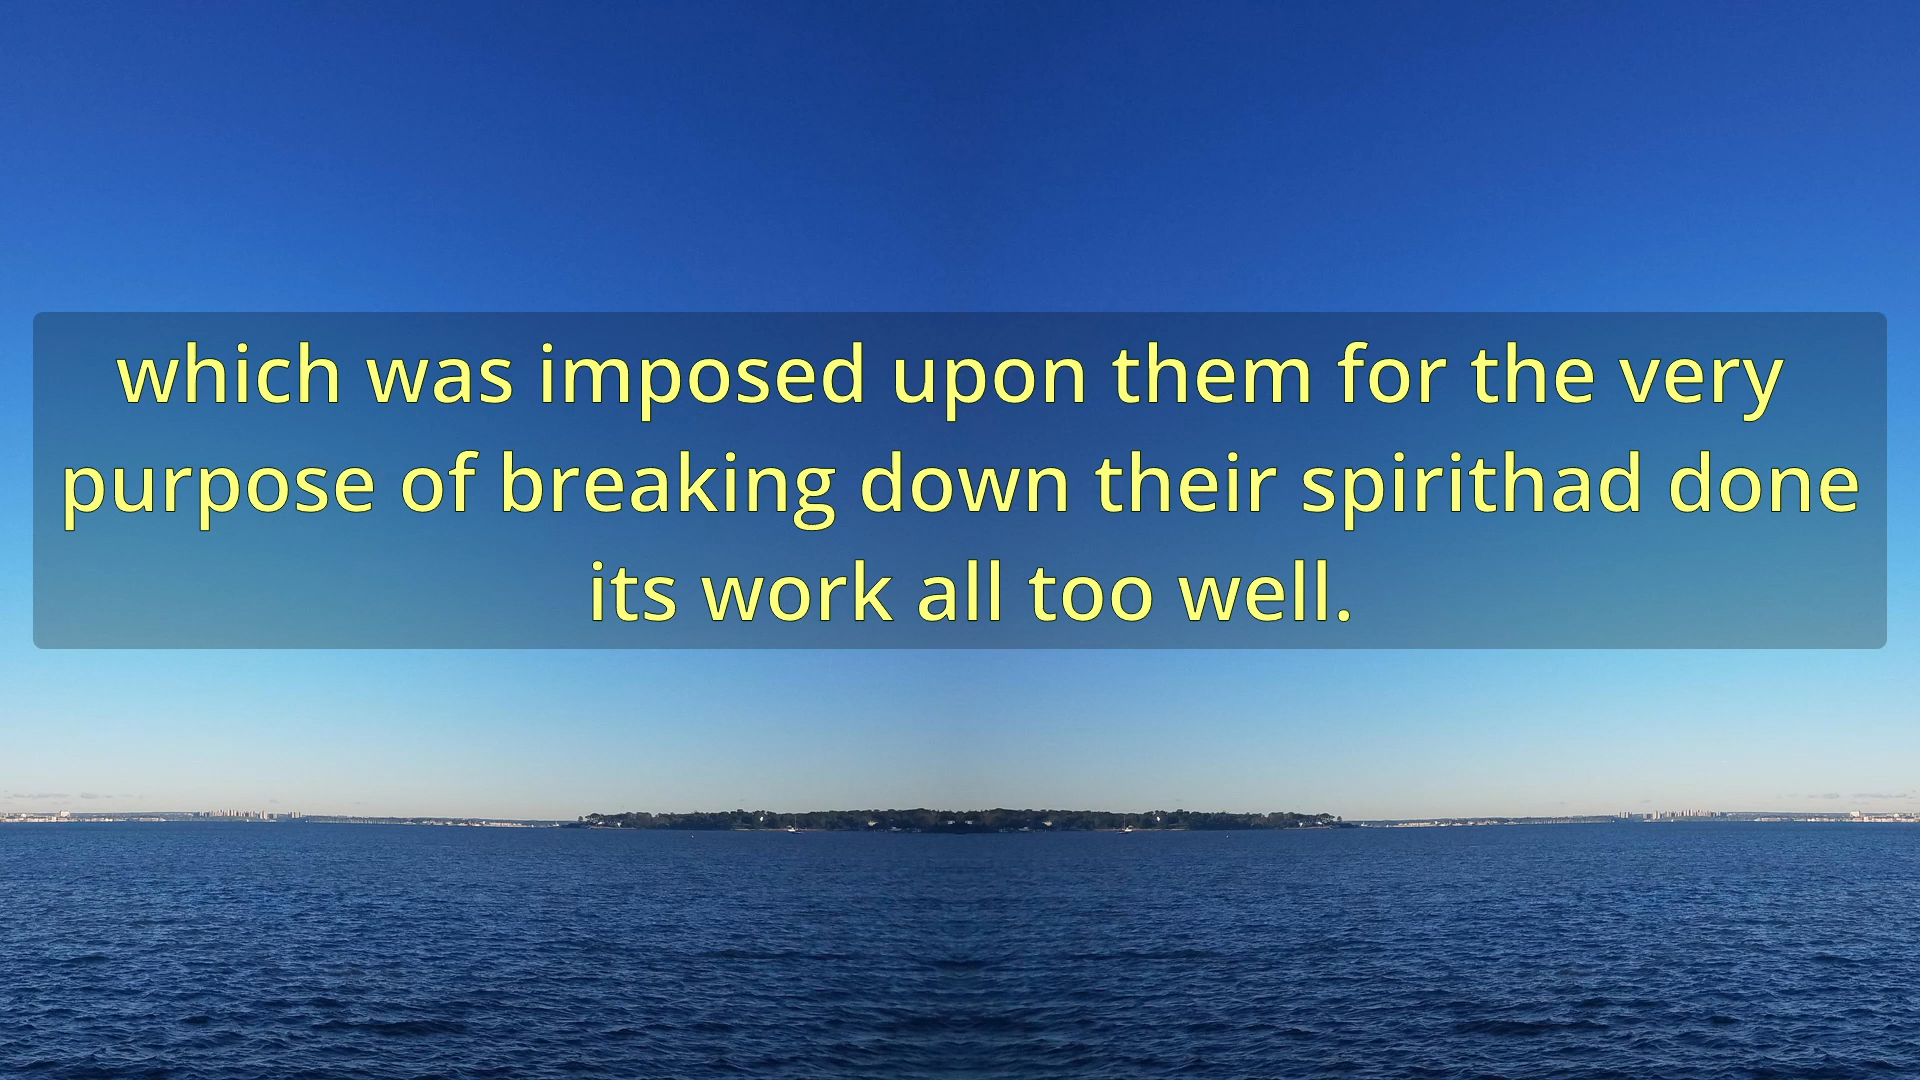 which was imposed upon them for the very
purpose of breaking down their spirithad done
its work all too well.